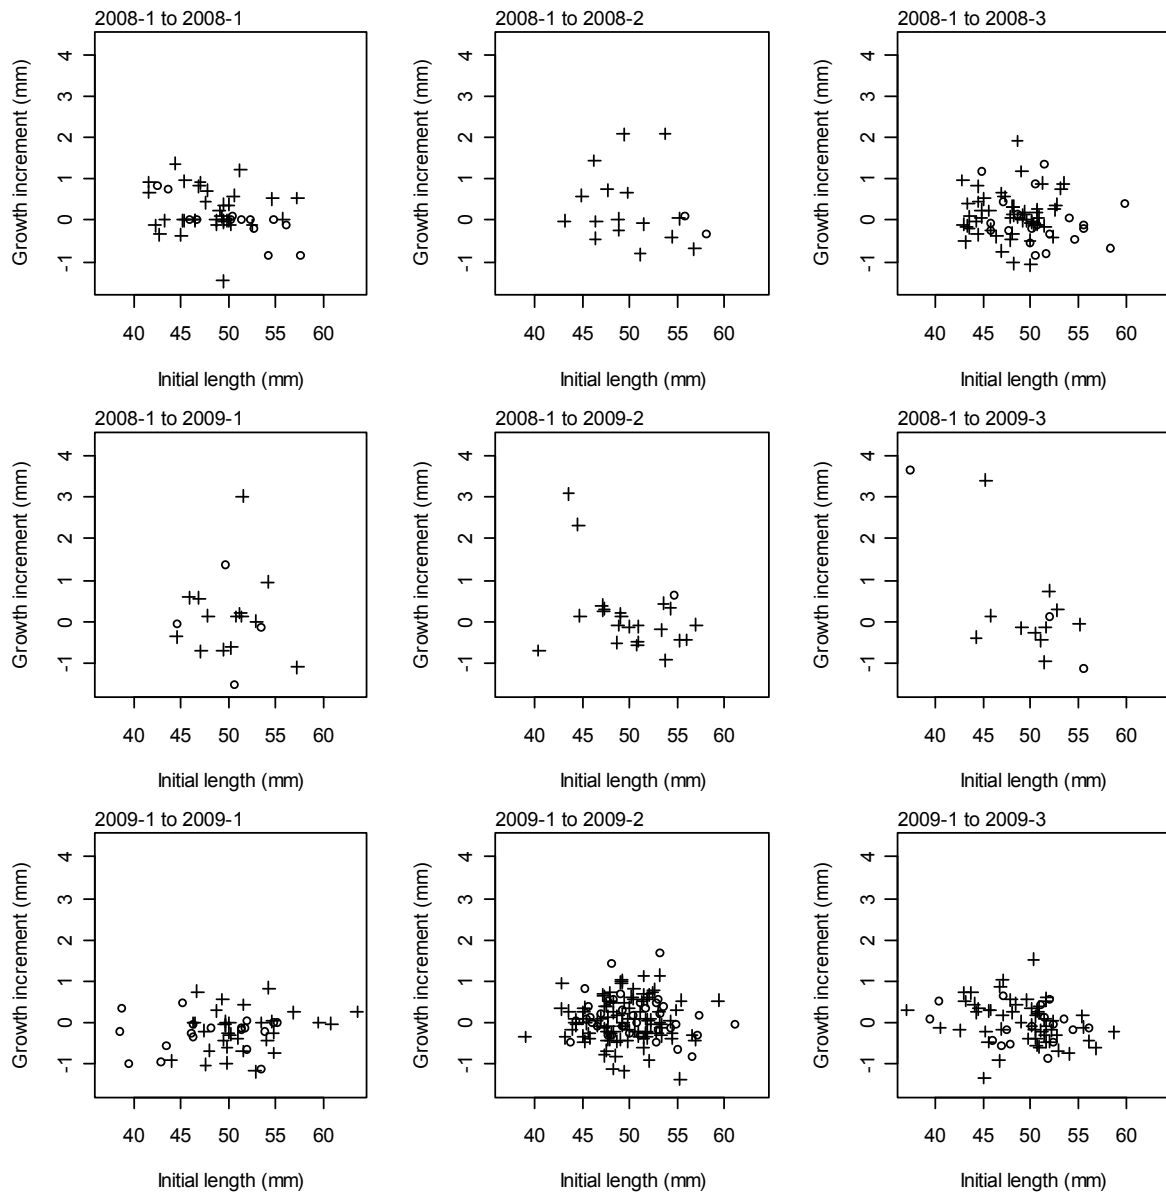 2008-1 to 2008-1
2008-1 to 2008-2
2008-1 to 2008-3
Growth increment (mm)
-1 0 1 2 3 4
Growth increment (mm)
-1 0 1 2 3 4
Growth increment (mm)
-1 0 1 2 3 4
40 45 50 55 60
40 45 50 55 60
40 45 50 55 60
Initial length (mm)
Initial length (mm)
Initial length (mm)
2008-1 to 2009-1
2008-1 to 2009-2
2008-1 to 2009-3
Growth increment (mm)
-1 0 1 2 3 4
Growth increment (mm)
-1 0 1 2 3 4
Growth increment (mm)
-1 0 1 2 3 4
40 45 50 55 60
40 45 50 55 60
40 45 50 55 60
Initial length (mm)
Initial length (mm)
Initial length (mm)
2009-1 to 2009-1
2009-1 to 2009-2
2009-1 to 2009-3
Growth increment (mm)
-1 0 1 2 3 4
Growth increment (mm)
-1 0 1 2 3 4
Growth increment (mm)
-1 0 1 2 3 4
40 45 50 55 60
40 45 50 55 60
40 45 50 55 60
Initial length (mm)
Initial length (mm)
Initial length (mm)